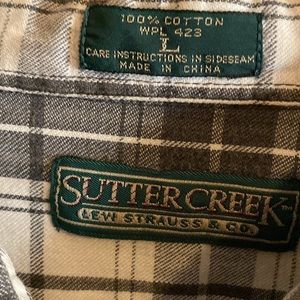 100% COTTON
WPL 423
L
CARE INSTRUCTIONS IN SIDESEAM
MADE IN CHINA
SUTTER CREEK
LEVI STRAUSS & CO.